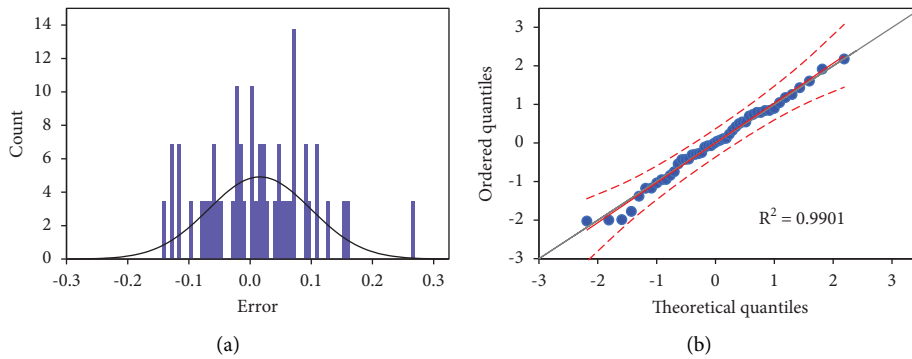 14
12
10
8
6
4
2
0
Count
-0.3 -0.2 -0.1 0.0 0.1 0.2 0.3
Error
(a)
3
2
1
0
-1
-2
-3
Ordered quantiles
R² = 0.9901
-3 -2 -1 0 1 2 3
Theoretical quantiles
(b)